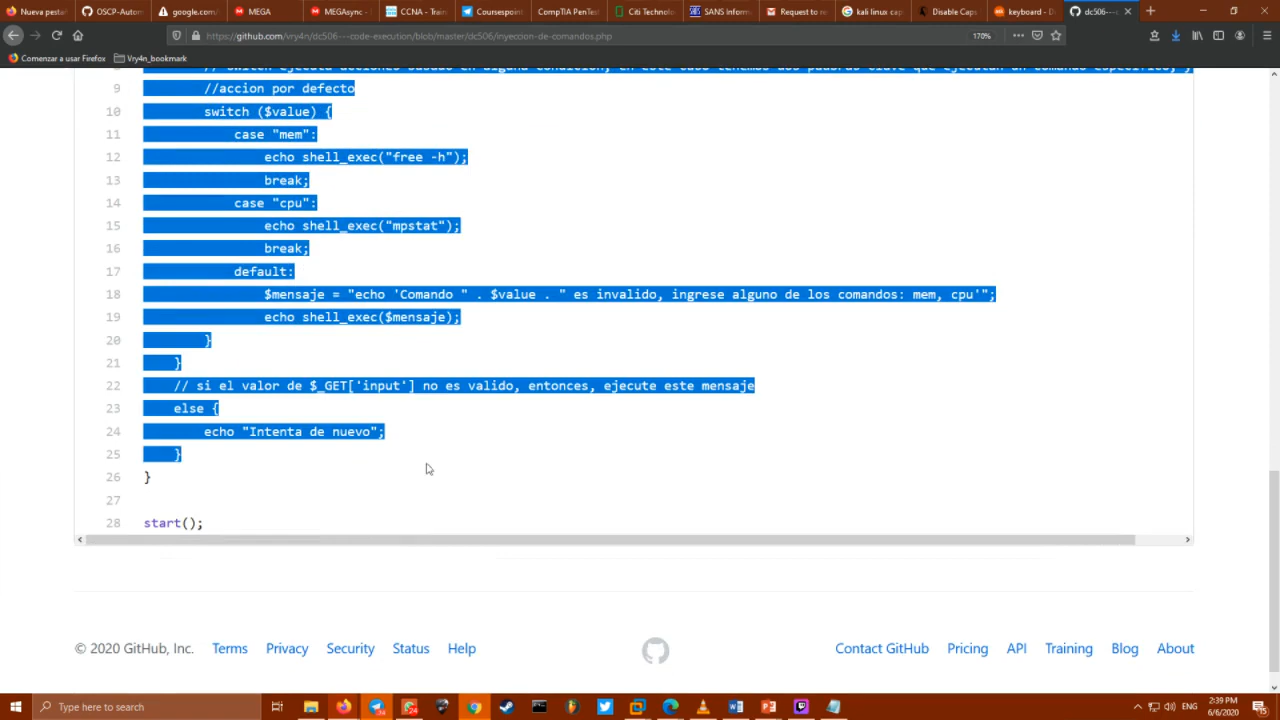 Nueva pestañ
OSCP-Autom
google.com/
MEGA
MEGAsync -
CCNA - Train
Coursespoint
CompTIA PenTest
Citi Technolo
SANS Inform
Request to re
kali linux cap
Disable Caps
keyboard - D
dc506---c
https://github.com/vry4n/dc506---code-execution/blob/master/dc506/inyeccion-de-comandos.php
170%
Comenzar a usar Firefox
Vry4n_bookmark
9 //accion por defecto
10 switch ($value) {
11 case "mem":
12 echo shell_exec("free -h");
13 break;
14 case "cpu":
15 echo shell_exec("mpstat");
16 break;
17 default:
18 $mensaje = "echo 'Comando " . $value . " es invalido, ingrese alguno de los comandos: mem, cpu'";
19 echo shell_exec($mensaje);
20 }
21 }
22 // si el valor de $_GET['input'] no es valido, entonces, ejecute este mensaje
23 else {
24 echo "Intenta de nuevo";
25 }
26 }
27
28 start();
© 2020 GitHub, Inc. Terms Privacy Security Status Help
Contact GitHub Pricing API Training Blog About
Type here to search
24
ENG
2:39 PM
6/6/2020
15